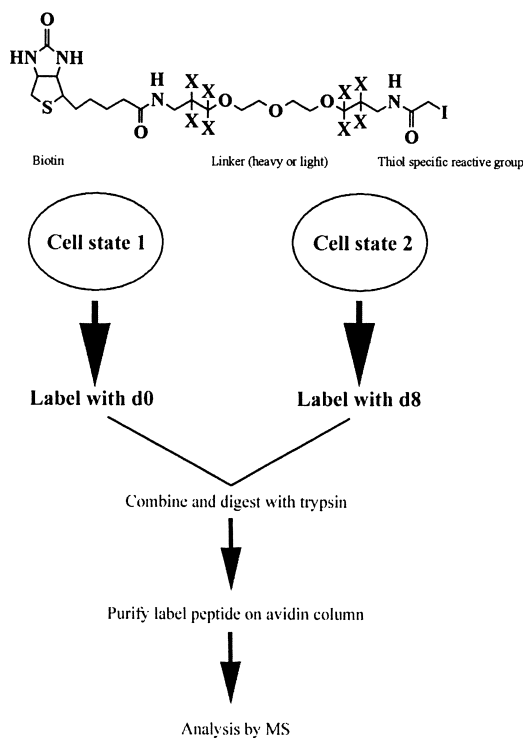 O
HN NH
S
H
N
O
X X
X X
O
O
O
X X
X X
H
N
O
I
Biotin
Linker (heavy or light)
Thiol specific reactive group
Cell state 1
Cell state 2
Label with d0
Label with d8
Combine and digest with trypsin
Purify label peptide on avidin column
Analysis by MS